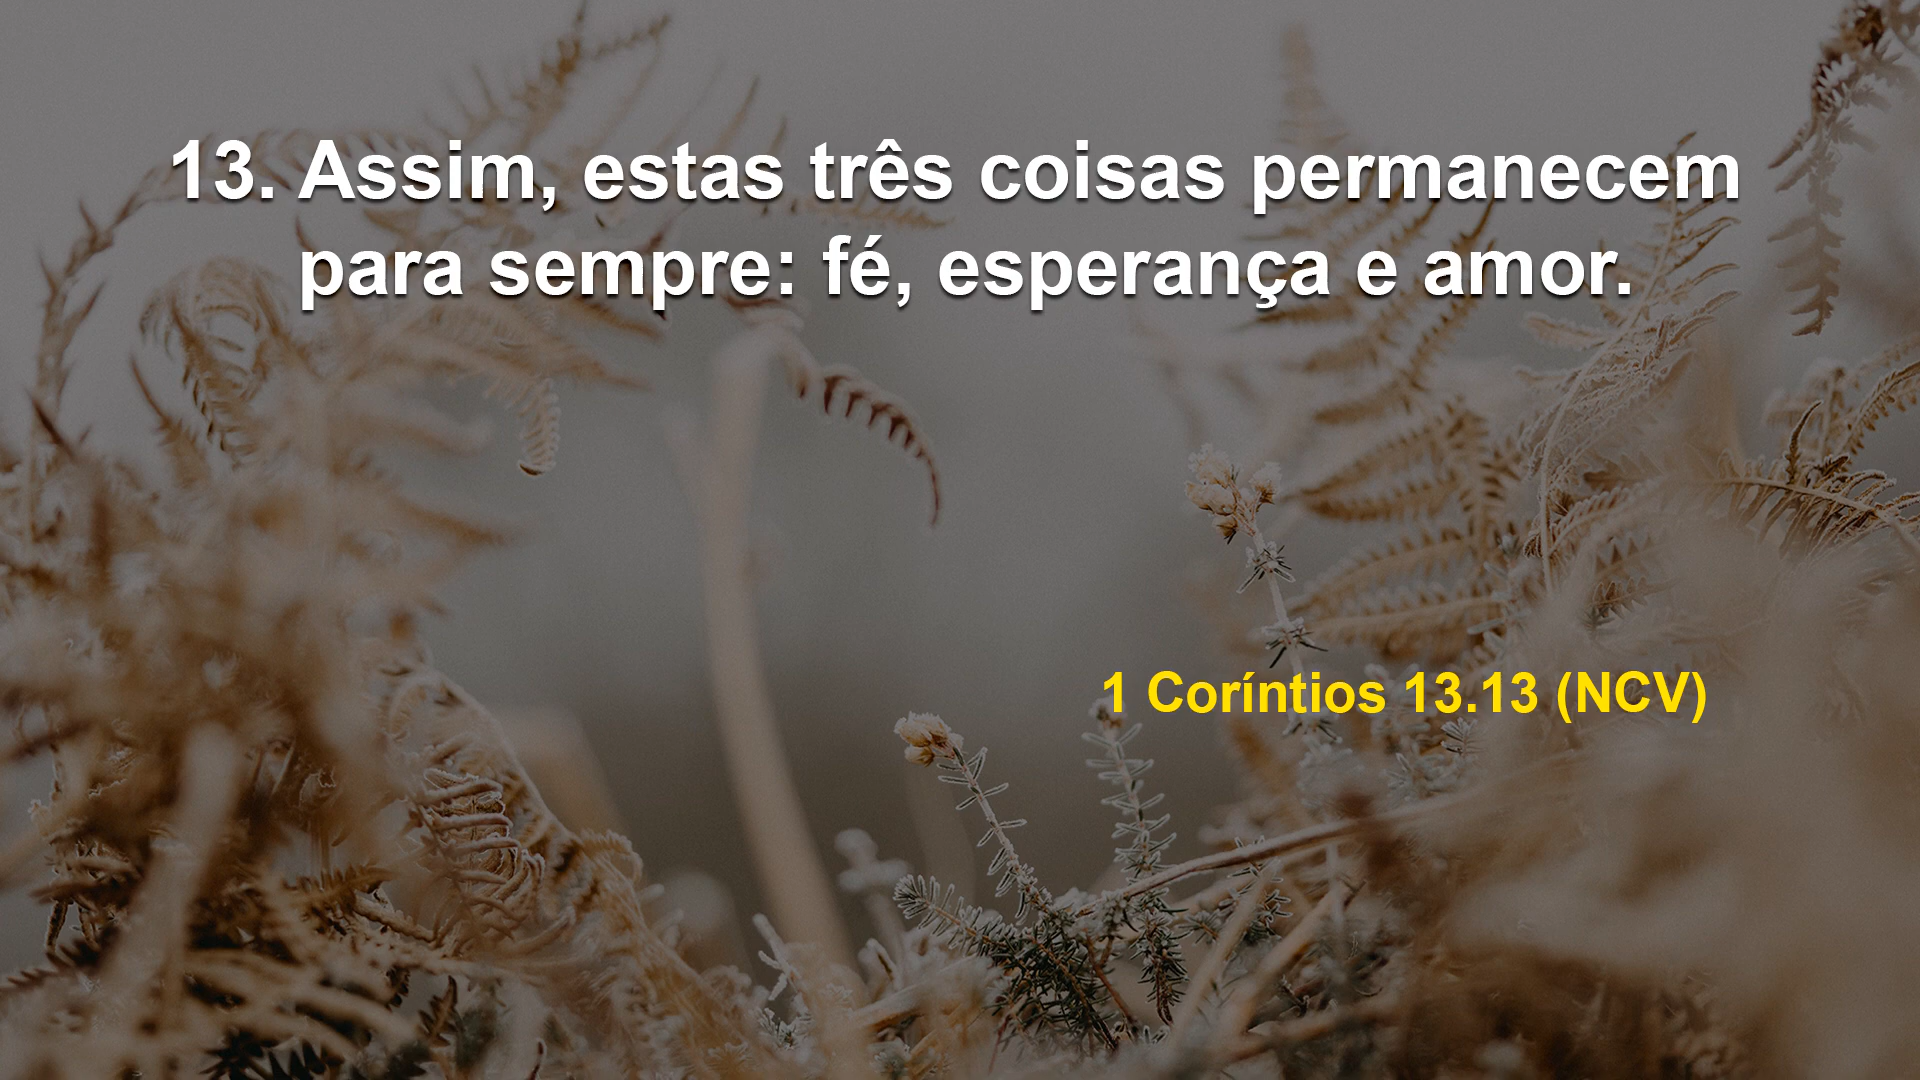 13. Assim, estas três coisas permanecem
para sempre: fé, esperança e amor.
1 Coríntios 13.13 (NCV)